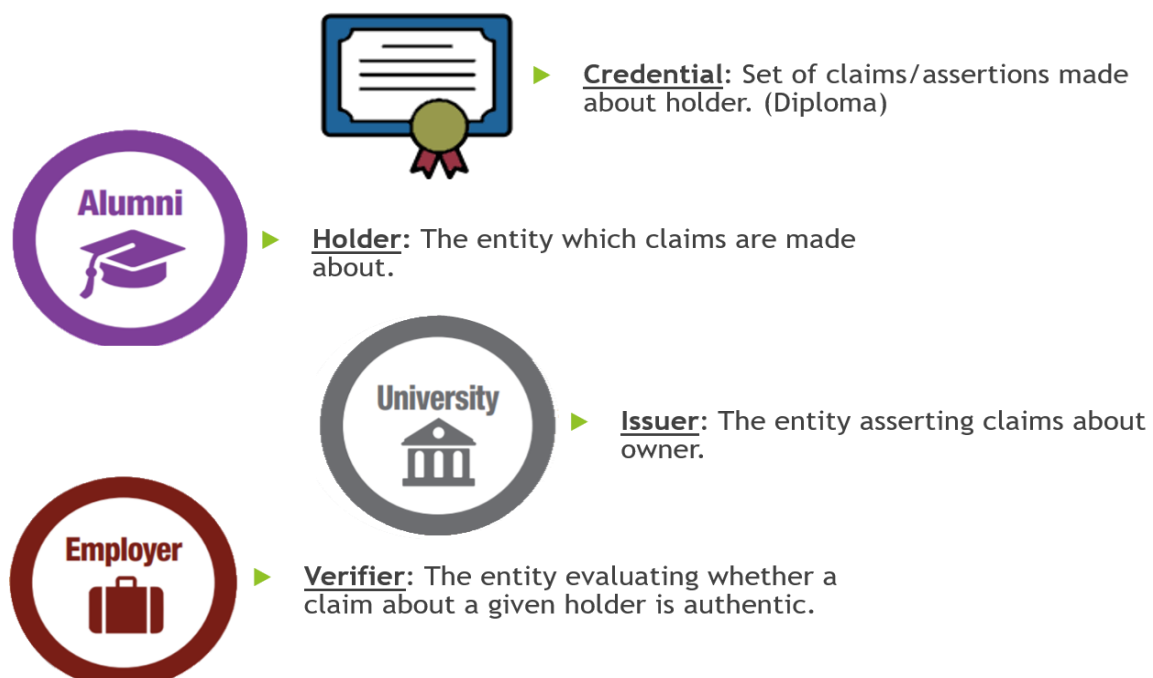 Credential: Set of claims/assertions made
about holder. (Diploma)
Alumni
Holder: The entity which claims are made
about.
University
Issuer: The entity asserting claims about
owner.
Employer
Verifier: The entity evaluating whether a
claim about a given holder is authentic.